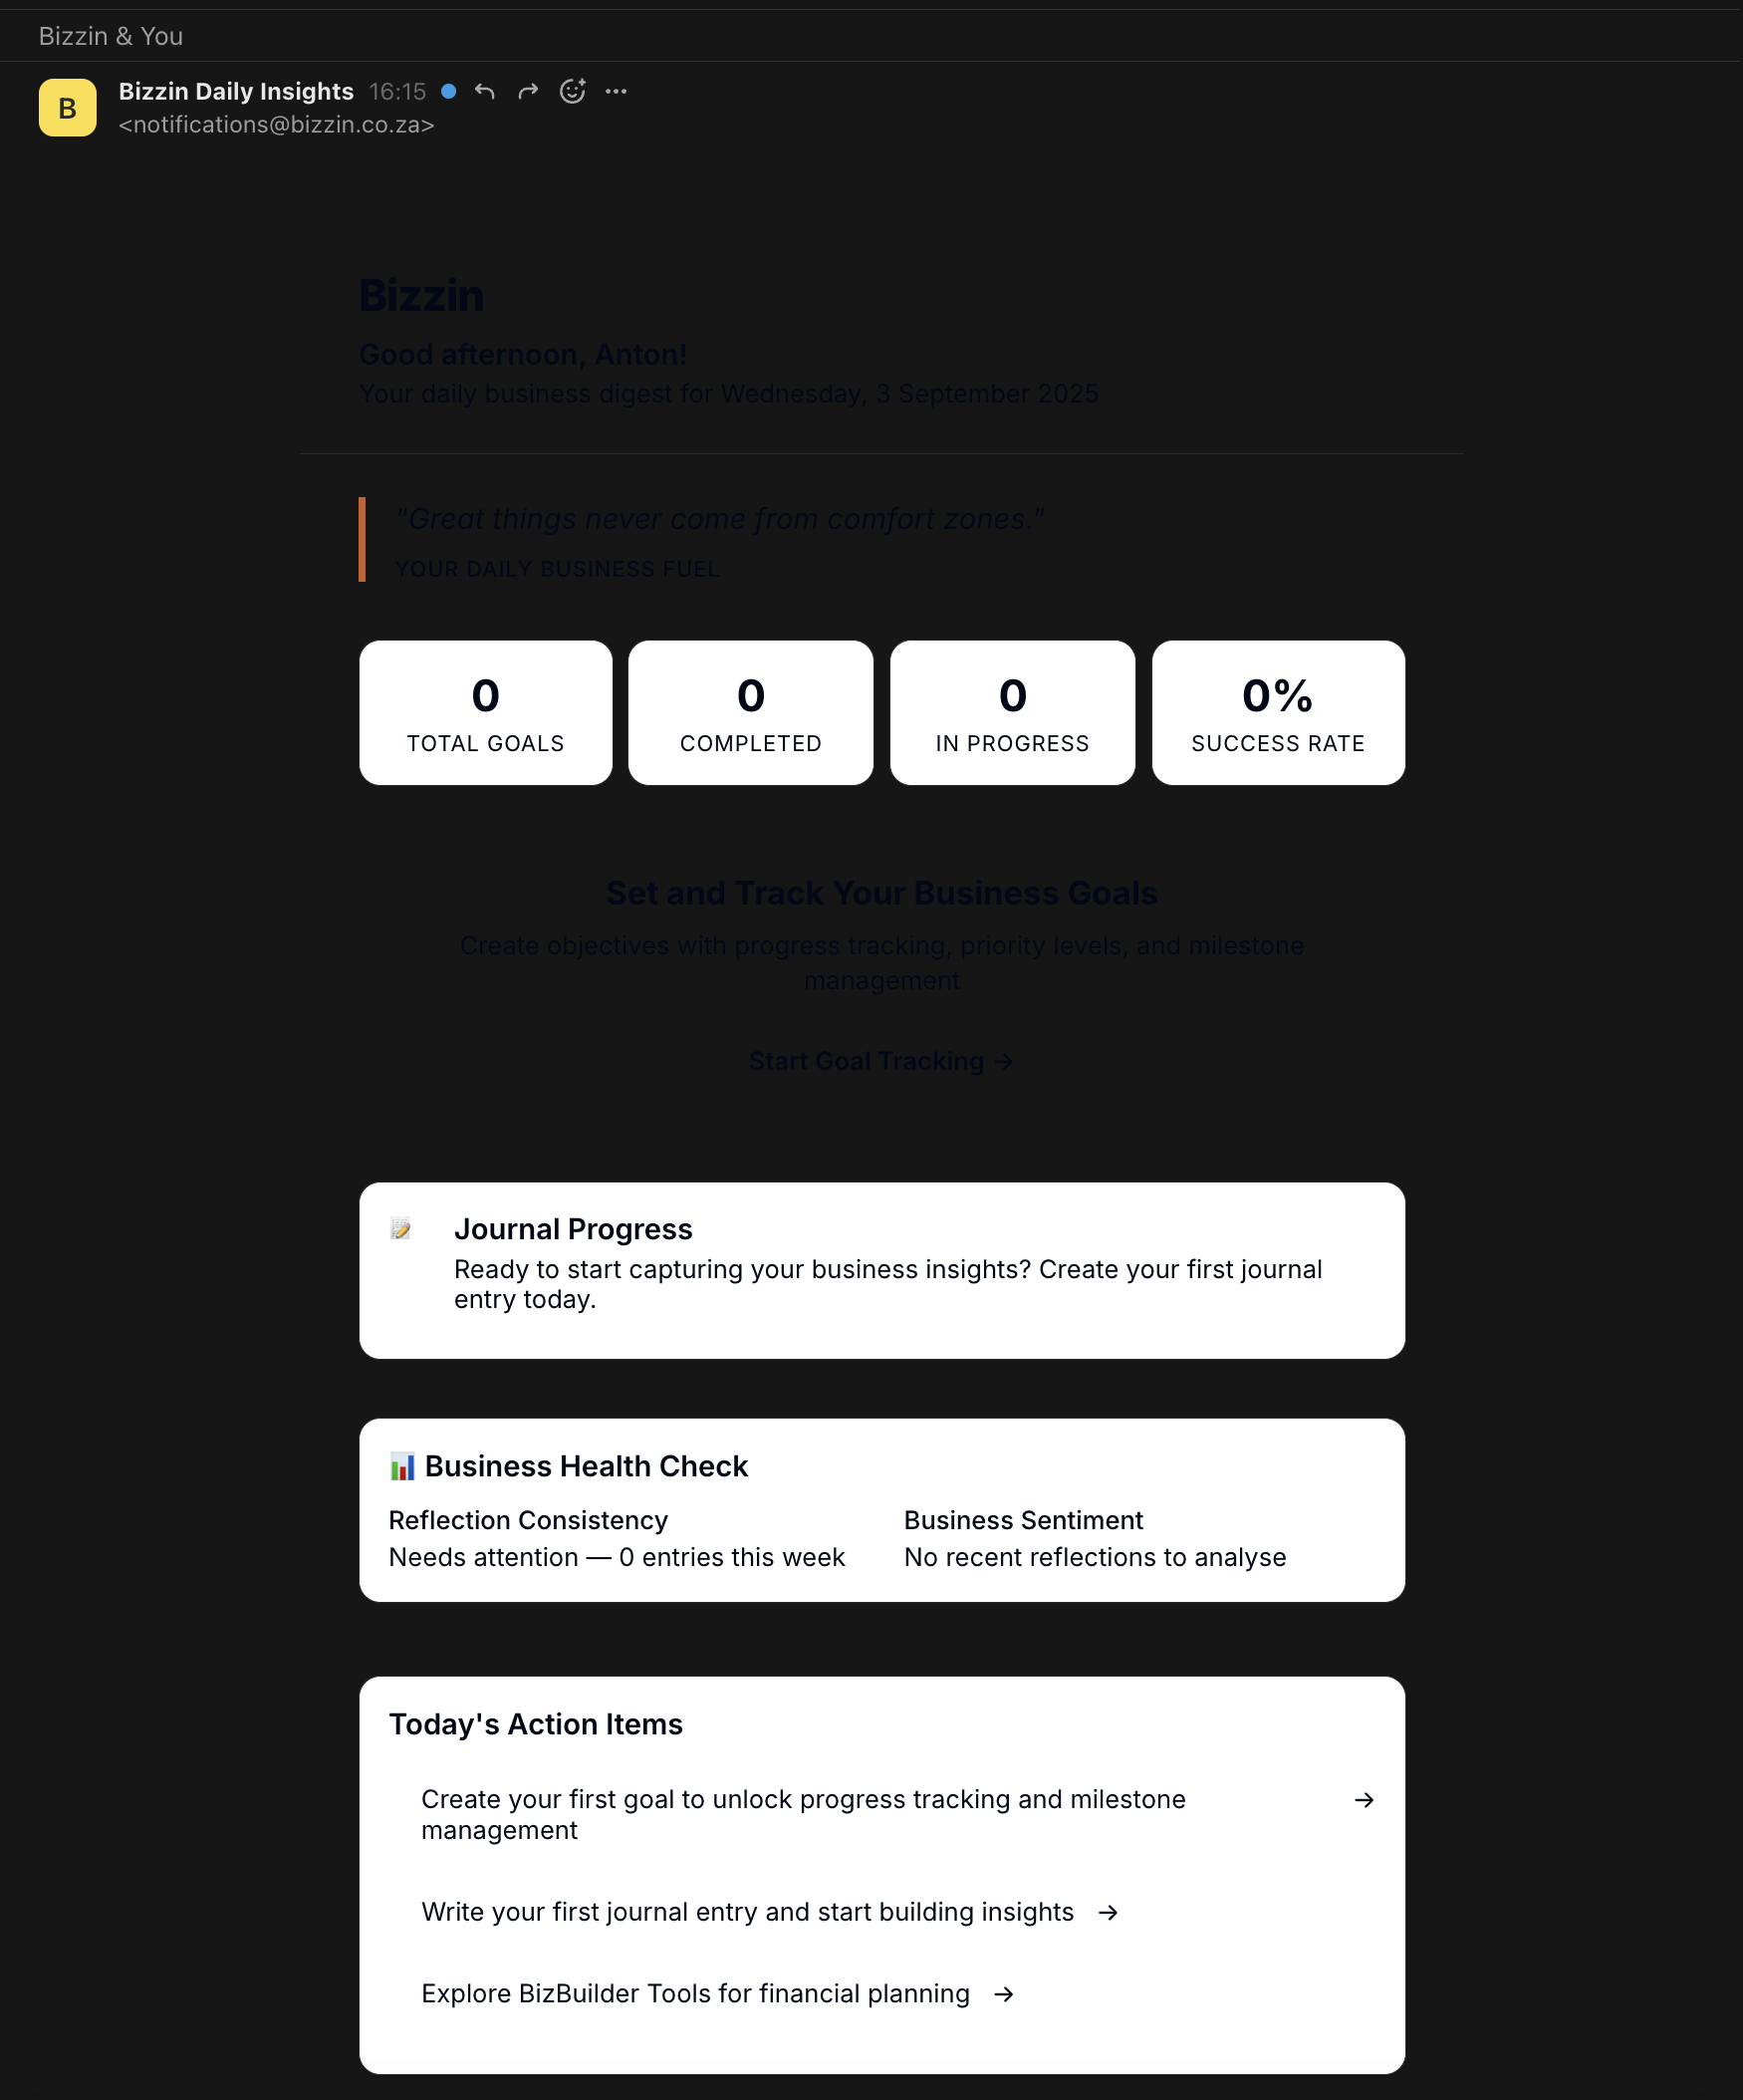 Bizzin & You
B
Bizzin Daily Insights 16:15
<notifications@bizzin.co.za>
Bizzin
Good afternoon, Anton!
Your daily business digest for Wednesday, 3 September 2025
"Great things never come from comfort zones."
YOUR DAILY BUSINESS FUEL
0 0 0 0%
TOTAL GOALS COMPLETED IN PROGRESS SUCCESS RATE
Set and Track Your Business Goals
Create objectives with progress tracking, priority levels, and milestone
management
Start Goal Tracking →
Journal Progress
Ready to start capturing your business insights? Create your first journal
entry today.
Business Health Check
Reflection Consistency Business Sentiment
Needs attention — 0 entries this week No recent reflections to analyse
Today's Action Items
Create your first goal to unlock progress tracking and milestone →
management
Write your first journal entry and start building insights →
Explore BizBuilder Tools for financial planning →